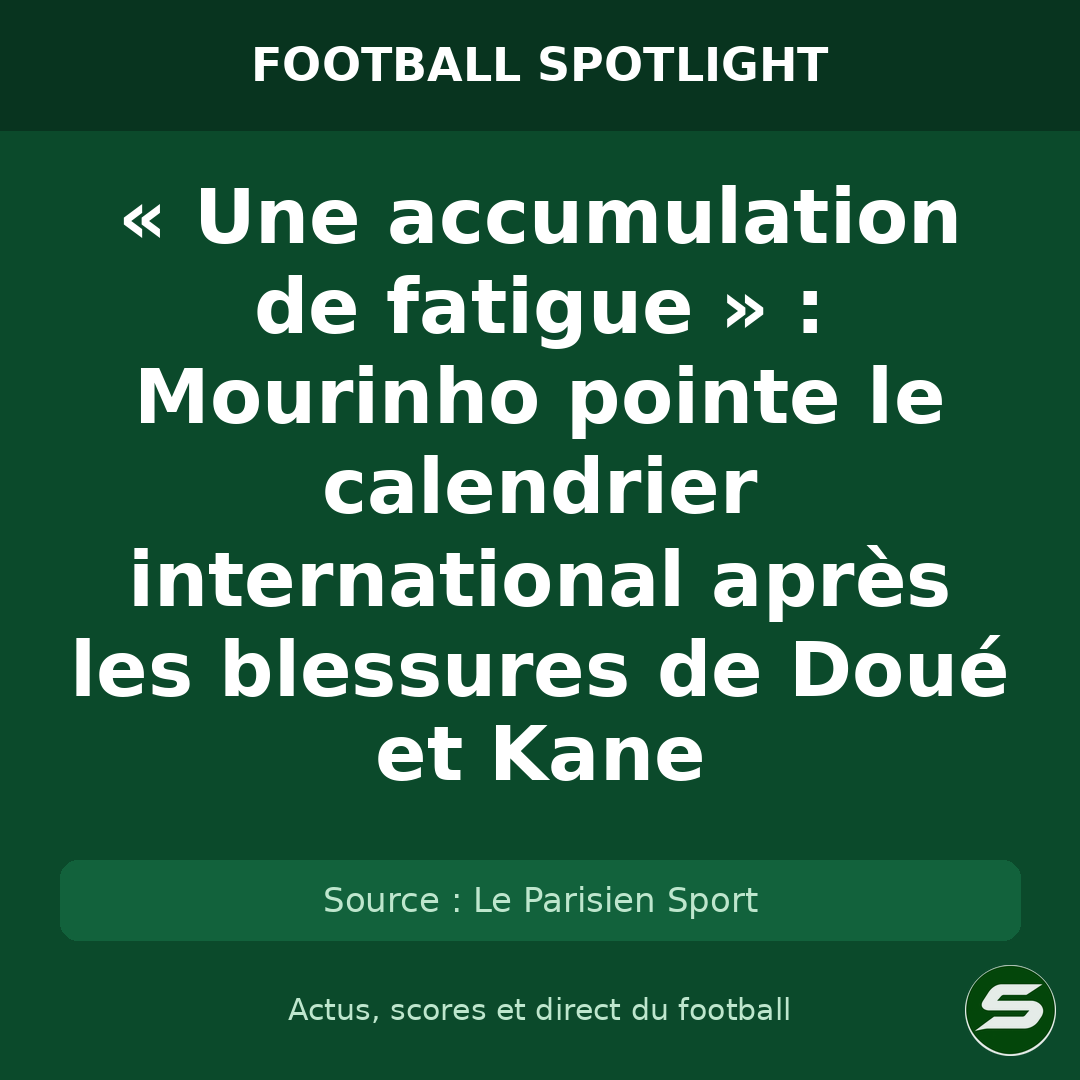 FOOTBALL SPOTLIGHT
« Une accumulation
de fatigue » :
Mourinho pointe le
calendrier
international après
les blessures de Doué
et Kane
Source : Le Parisien Sport
Actus, scores et direct du football
S